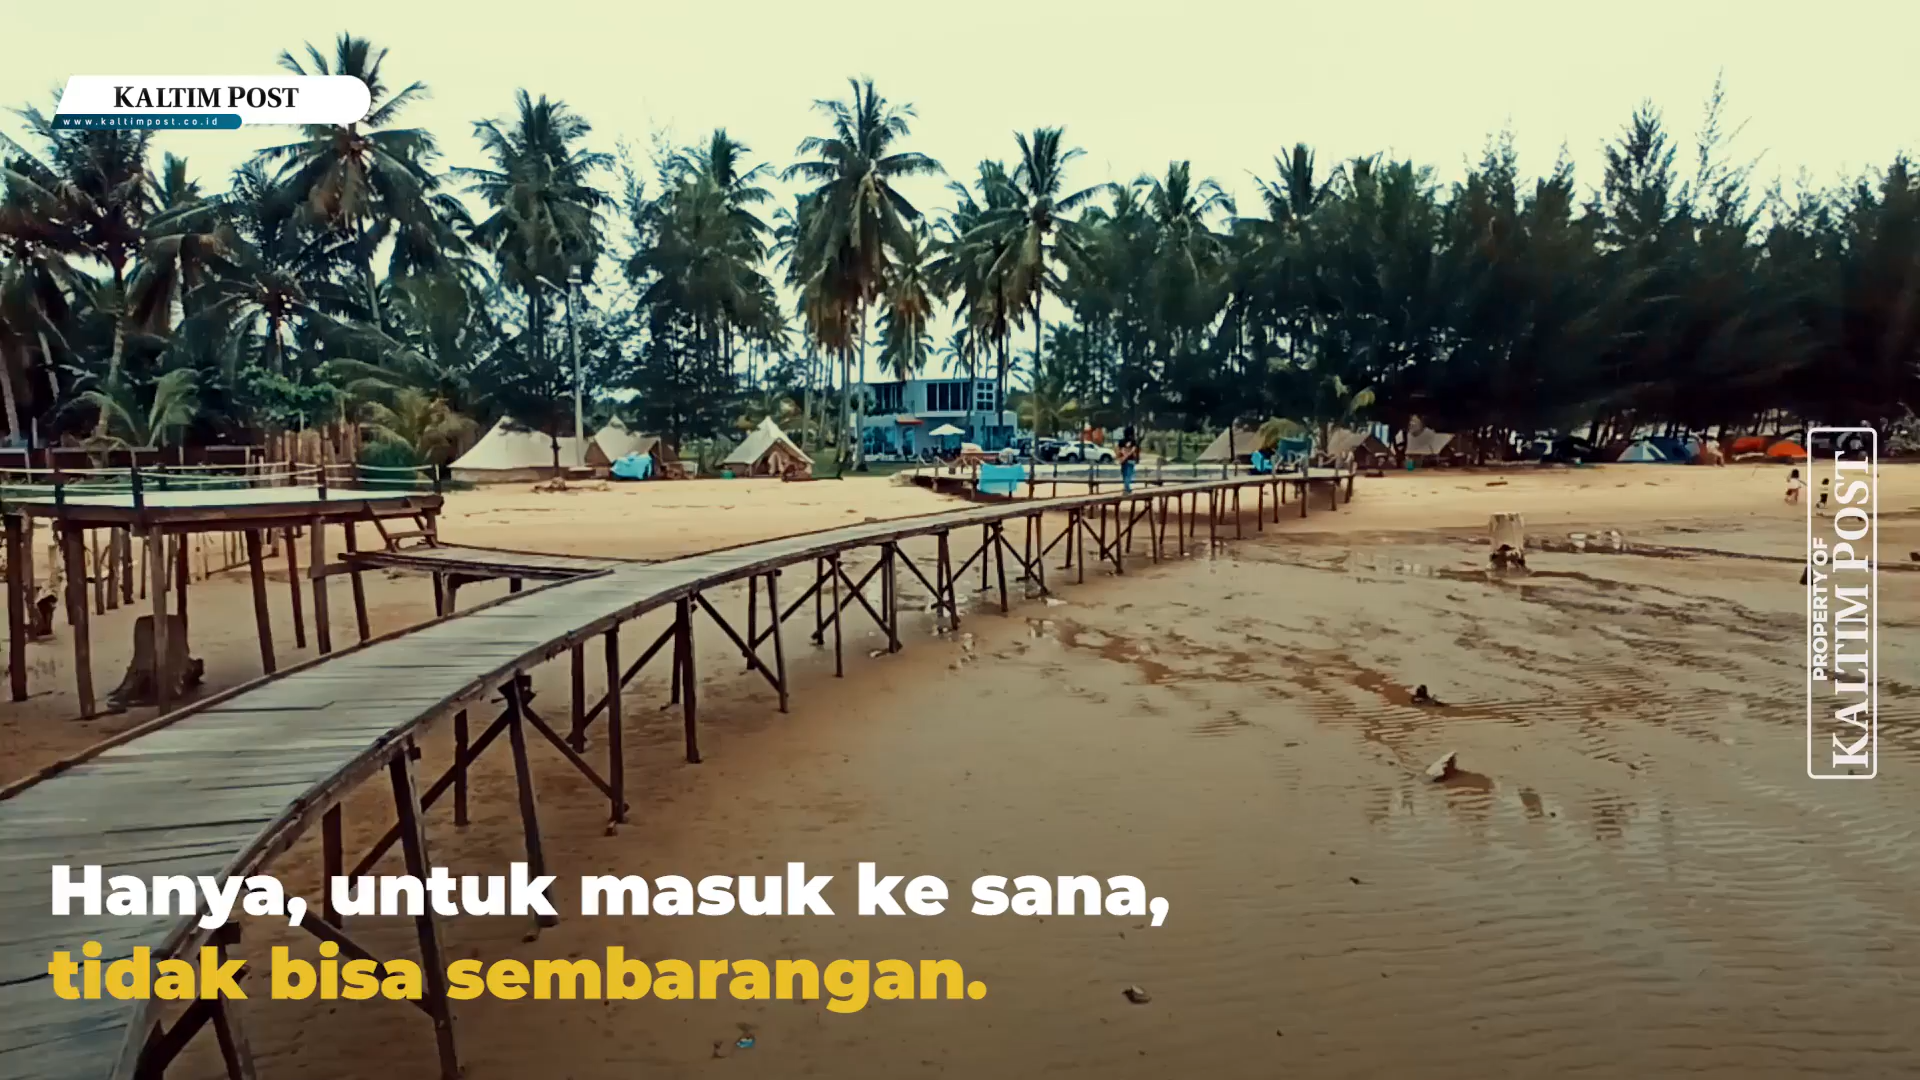 KALTIM POST
www.kaltimpost.co.id
PROPERTY OF
KALTIM POST
Hanya, untuk masuk ke sana,
tidak bisa sembarangan.